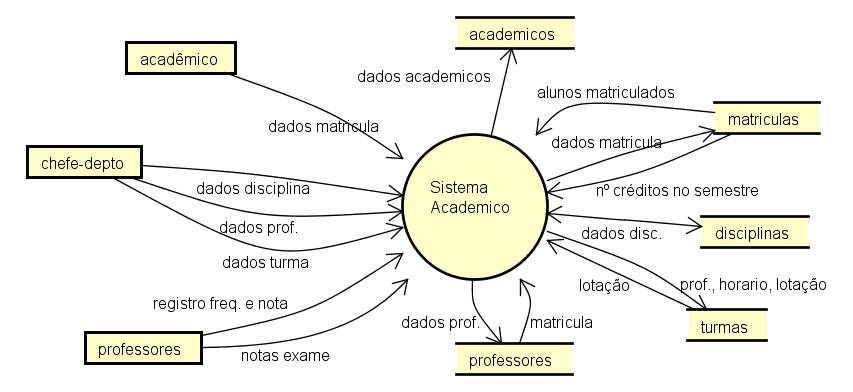 academicos
acadêmico
dados academicos
alunos matriculados
matriculas
dados matricula
dados matricula
chefe-depto
dados disciplina
Sistema
Academico
nº créditos no semestre
dados prof.
dados disc.
disciplinas
dados turma
lotação
prof., horario, lotação
registro freq. e nota
dados prof.
matricula
turmas
professores
notas exame
professores